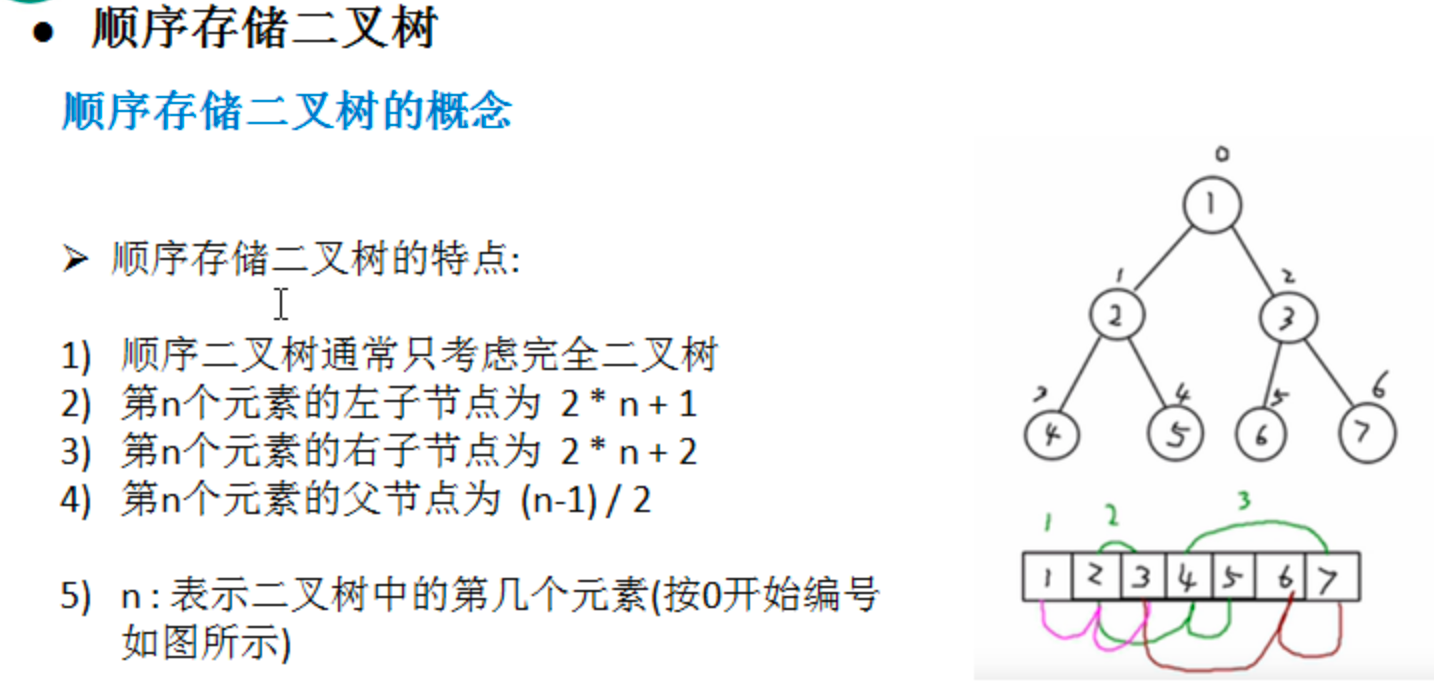 ● 顺序存储二叉树
顺序存储二叉树的概念
➢ 顺序存储二叉树的特点:
1) 顺序二叉树通常只考虑完全二叉树
2) 第n个元素的左子节点为 2 * n + 1
3) 第n个元素的右子节点为 2 * n + 2
4) 第n个元素的父节点为 (n-1) / 2
5) n : 表示二叉树中的第几个元素(按0开始编号
如图所示)
0
1
1 2
2 3
3 4 5 6
4 5 6 7
1 2 3
1 2 3 4 5 6 7